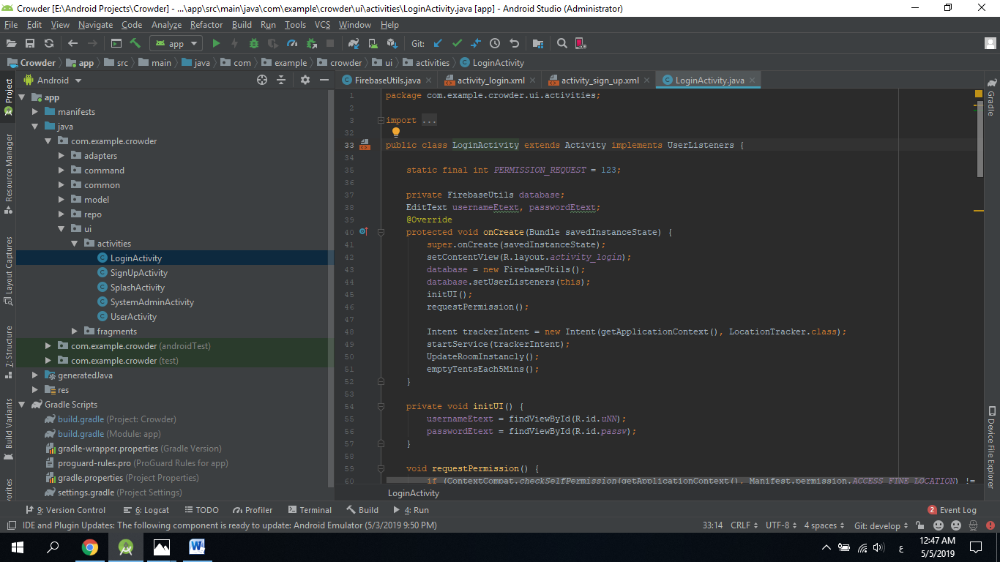 Crowder [E:\Android Projects\Crowder] - ...\app\src\main\java\com\example\crowder\ui\activities\LoginActivity.java [app] - Android Studio (Administrator)
File Edit View Navigate Code Analyze Refactor Build Run Tools VCS Window Help
app Git:
Crowder app src main java com example crowder ui activities LoginActivity
Android
FirebaseUtils.java activity_login.xml activity_sign_up.xml LoginActivity.java
Project
Resource Manager
Layout Captures
Z: Structure
Build Variants
orites
app
manifests
java
com.example.crowder
adapters
command
common
model
repo
ui
activities
LoginActivity
SignUpActivity
SplashActivity
SystemAdminActivity
UserActivity
fragments
com.example.crowder (androidTest)
com.example.crowder (test)
generatedJava
res
Gradle Scripts
build.gradle (Project: Crowder)
build.gradle (Module: app)
gradle-wrapper.properties (Gradle Version)
proguard-rules.pro (ProGuard Rules for app)
gradle.properties (Project Properties)
settings.gradle (Project Settings)
1 package com.example.crowder.ui.activities;
2
3 import ...
32
33 public class LoginActivity extends Activity implements UserListeners {
34
35 static final int PERMISSION_REQUEST = 123;
36
37 private FirebaseUtils database;
38 EditText usernameEtext, passwordEtext;
39 @Override
40 protected void onCreate(Bundle savedInstanceState) {
41 super.onCreate(savedInstanceState);
42 setContentView(R.layout.activity_login);
43 database = new FirebaseUtils();
44 database.setUserListeners(this);
45 initUI();
46 requestPermission();
47
48 Intent trackerIntent = new Intent(getApplicationContext(), LocationTracker.class);
49 startService(trackerIntent);
50 UpdateRoomInstancly();
51 emptyTentsEach5Mins();
52 }
53
54 private void initUI() {
55 usernameEtext = findViewById(R.id.uNN);
56 passwordEtext = findViewById(R.id.passw);
57 }
58
59 void requestPermission() {
60 if (ContextCompat.checkSelfPermission(getApplicationContext(), Manifest.permission.ACCESS_FINE_LOCATION) !=
LoginActivity
Gradle
Device File Explorer
9: Version Control 6: Logcat TODO Profiler Terminal Build 4: Run 2 Event Log
IDE and Plugin Updates: The following component is ready to update: Android Emulator (5/3/2019 9:50 PM) 33:14 CRLF UTF-8 4 spaces Git: develop
ع 12:47 AM
5/5/2019